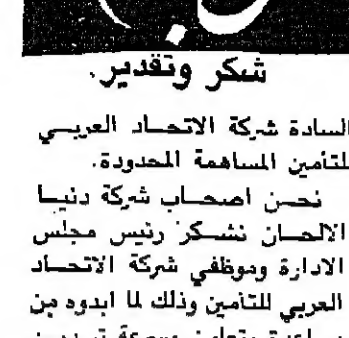 شكر وتقدير.
السادة شركة الاتحاد العربي
للتأمين المساهمة المحدودة.
نحن اصحاب شركة دنيا
الالحان نشكر رئيس مجلس
الادارة وموظفي شركة الاتحاد
العربي للتامين وذلك لما ابدوه من